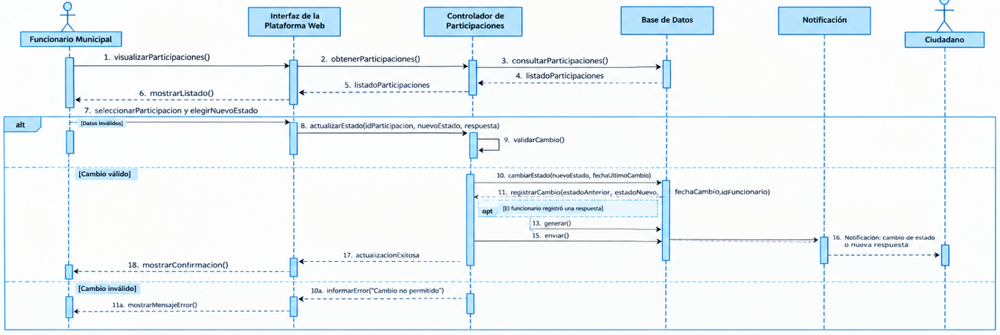 Funcionario Municipal
Interfaz de la
Plataforma Web
Controlador de
Participaciones
Base de Datos
Notificación
Ciudadano
1. visualizarParticipaciones()
2. obtenerParticipaciones()
3. consultarParticipaciones()
4. listadoParticipaciones
5. listadoParticipaciones
6. mostrarListado()
7. seleccionarParticipacion y elegirNuevoEstado
alt
[Datos inválidos]
8. actualizarEstado(idParticipacion, nuevoEstado, respuesta)
9. validarCambio()
[Cambio válido]
10. cambiarEstado(nuevoEstado, fechaUltimoCambio)
11. registrarCambio(estadoAnterior, estadoNuevo, fechaCambio,idFuncionario)
opt
[El funcionario registró una respuesta]
13. generar()
15. enviar()
16. Notificación: cambio de estado
o nueva respuesta
17. actualizacionExitosa
18. mostrarConfirmacion()
[Cambio inválido]
10a. informarError("Cambio no permitido")
11a. mostrarMensajeError()